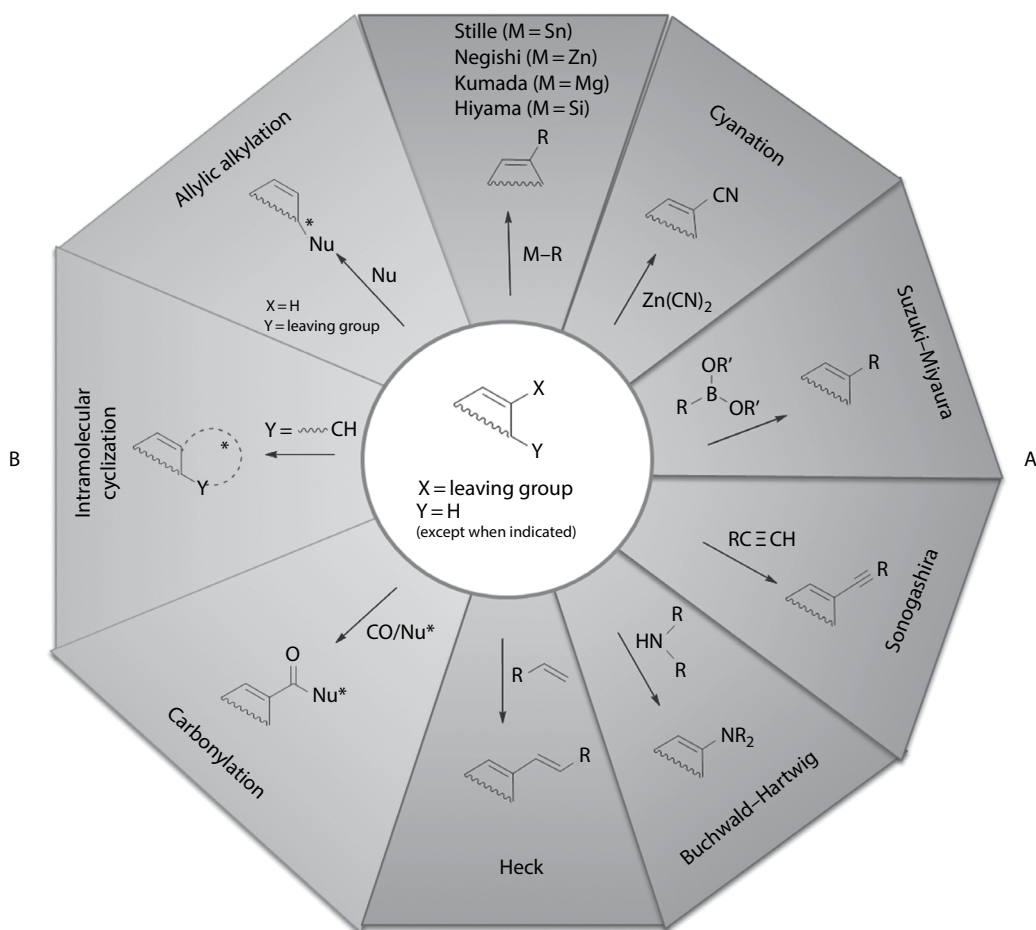 Stille (M = Sn)
Negishi (M = Zn)
Kumada (M = Mg)
Hiyama (M = Si)
R
M–R
Cyanation
CN
Zn(CN)2
Suzuki–Miyaura
OR'
B
R
OR'
R
A
Sonogashira
RC≡CH
R
Buchwald–Hartwig
R
HN
R
NR2
Heck
R
R
Carbonylation
CO/Nu*
O
Nu*
B
Intramolecular
cyclization
Y = CH
*
Y
Allylic alkylation
*
Nu
Nu
X = H
Y = leaving group
X
Y
X = leaving group
Y = H
(except when indicated)